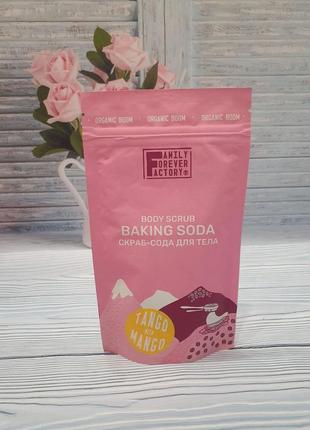 ORGANIC BOOM · ORGANIC BOOM · ORGANIC BOOM
FAMILY
FOREVER
FACTORY®
BODY SCRUB
BAKING SODA
СКРАБ-СОДА ДЛЯ ТЕЛА
TANGO
WITH
MANGO